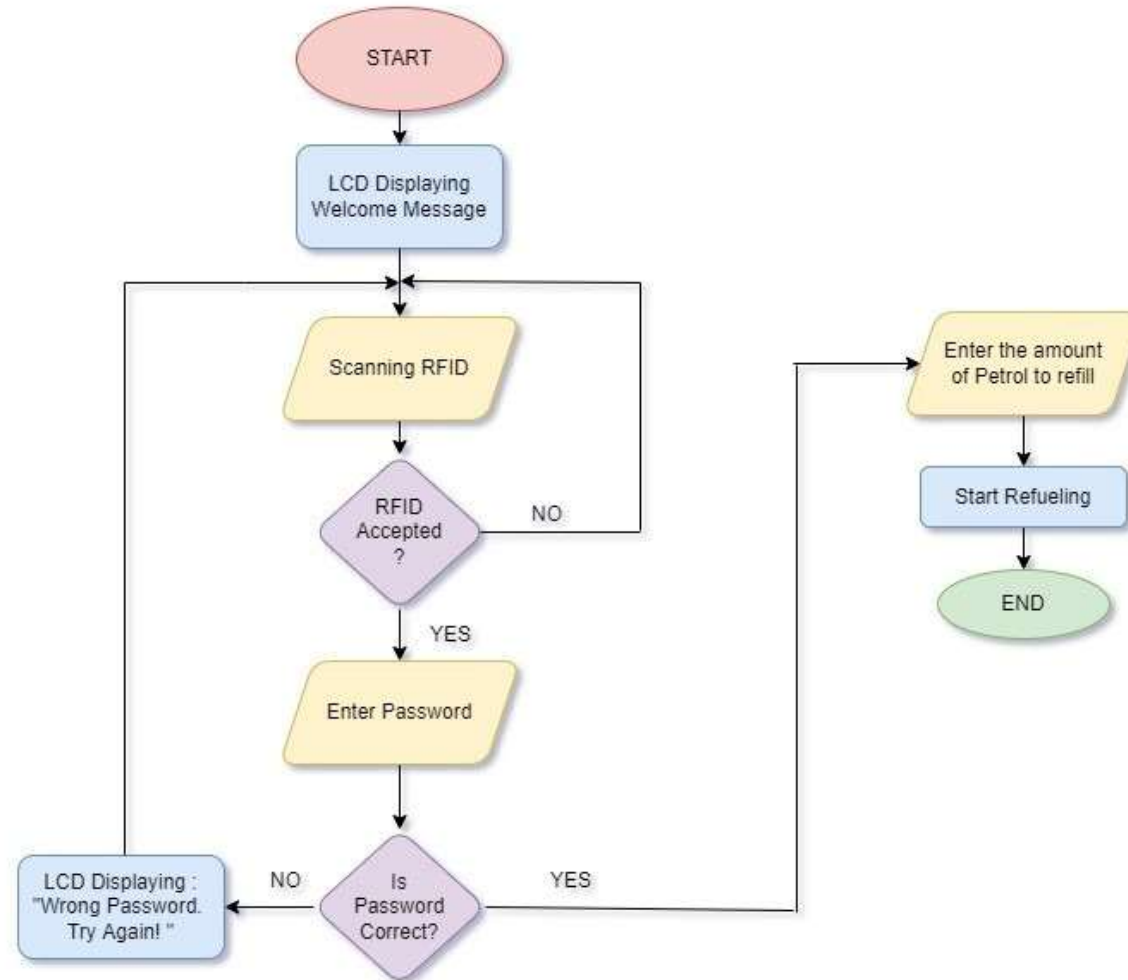 START
LCD Displaying
Welcome Message
Scanning RFID
RFID
Accepted
?
NO
YES
Enter Password
Is
Password
Correct?
NO
LCD Displaying :
"Wrong Password.
Try Again! "
YES
Enter the amount
of Petrol to refill
Start Refueling
END